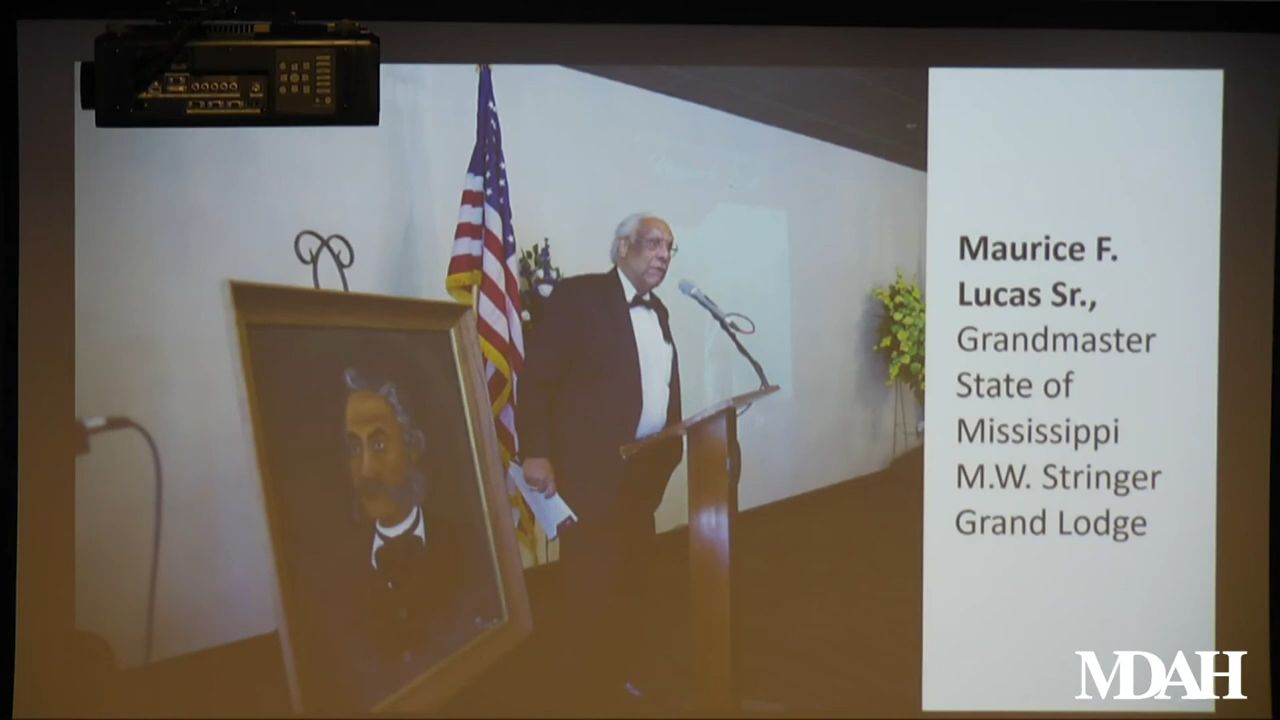 Maurice F.
Lucas Sr.,
Grandmaster
State of
Mississippi
M.W. Stringer
Grand Lodge
MDAH